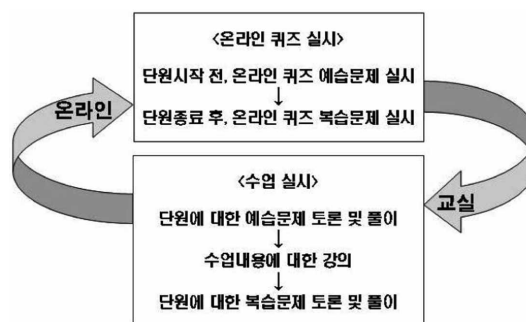 <온라인 퀴즈 실시>
단원시작 전, 온라인 퀴즈 예습문제 실시
↓
단원종료 후, 온라인 퀴즈 복습문제 실시
온라인
<수업 실시>
교실
단원에 대한 예습문제 토론 및 풀이
↓
수업내용에 대한 강의
↓
단원에 대한 복습문제 토론 및 풀이